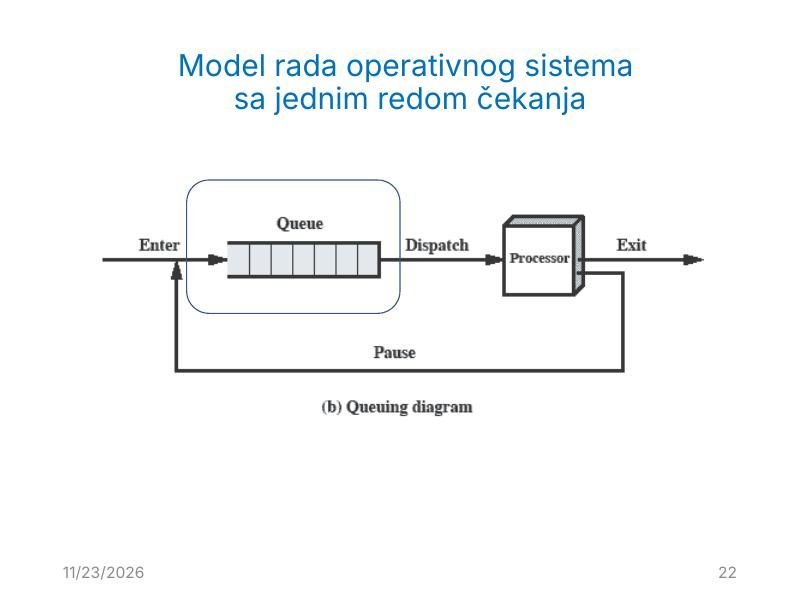 Model rada operativnog sistema
sa jednim redom čekanja
Queue
Enter
Dispatch
Processor
Exit
Pause
(b) Queuing diagram
11/23/2026
22